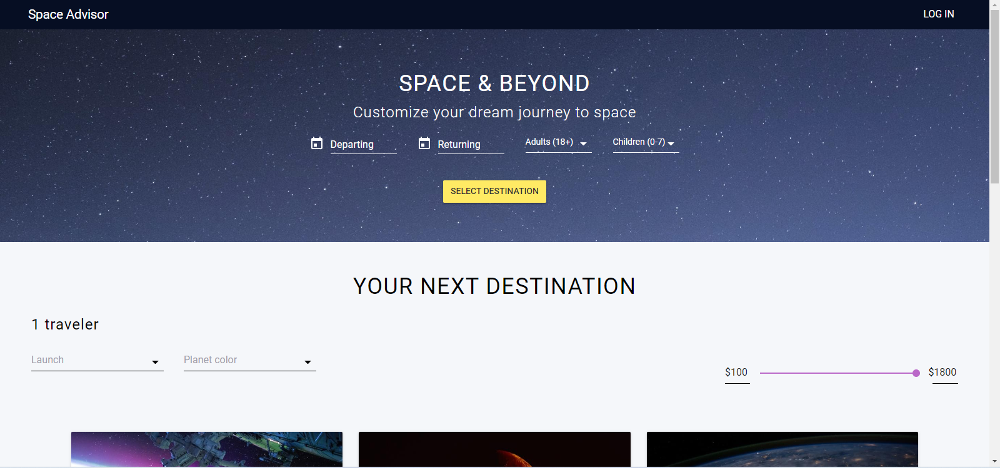 Space Advisor
LOG IN
SPACE & BEYOND
Customize your dream journey to space
Departing
Returning
Adults (18+)
Children (0-7)
SELECT DESTINATION
YOUR NEXT DESTINATION
1 traveler
Launch
Planet color
$100
$1800